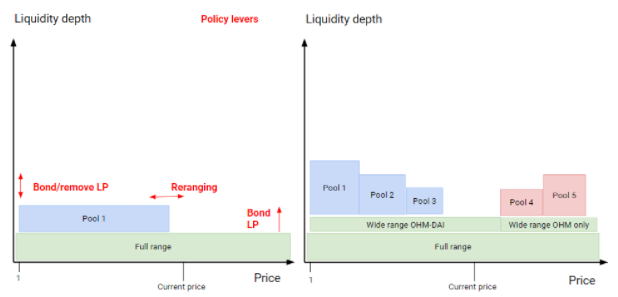 Liquidity depth
Policy levers
Bond/remove LP
Reranging
Pool 1
Bond
LP
Full range
1
Current price
Price
Liquidity depth
Pool 1
Pool 2
Pool 3
Pool 4
Pool 5
Wide range OHM-DAI
Wide range OHM only
Full range
1
Current price
Price